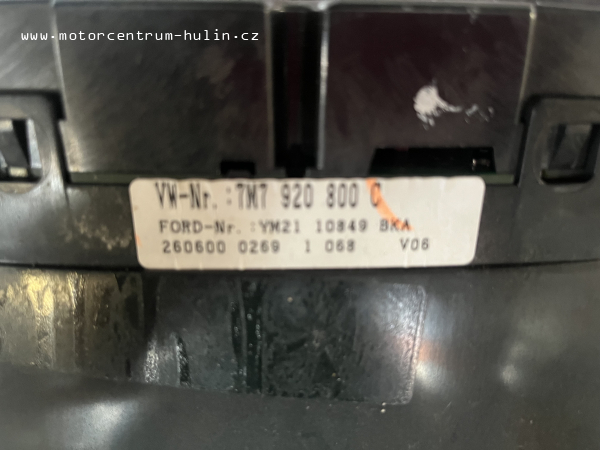 www.motorcentrum-hulin.cz
VW-Nr.:7M7 920 800 C
FORD-Nr.:YM21 10849 BKA
260600 0269 1 068 V06